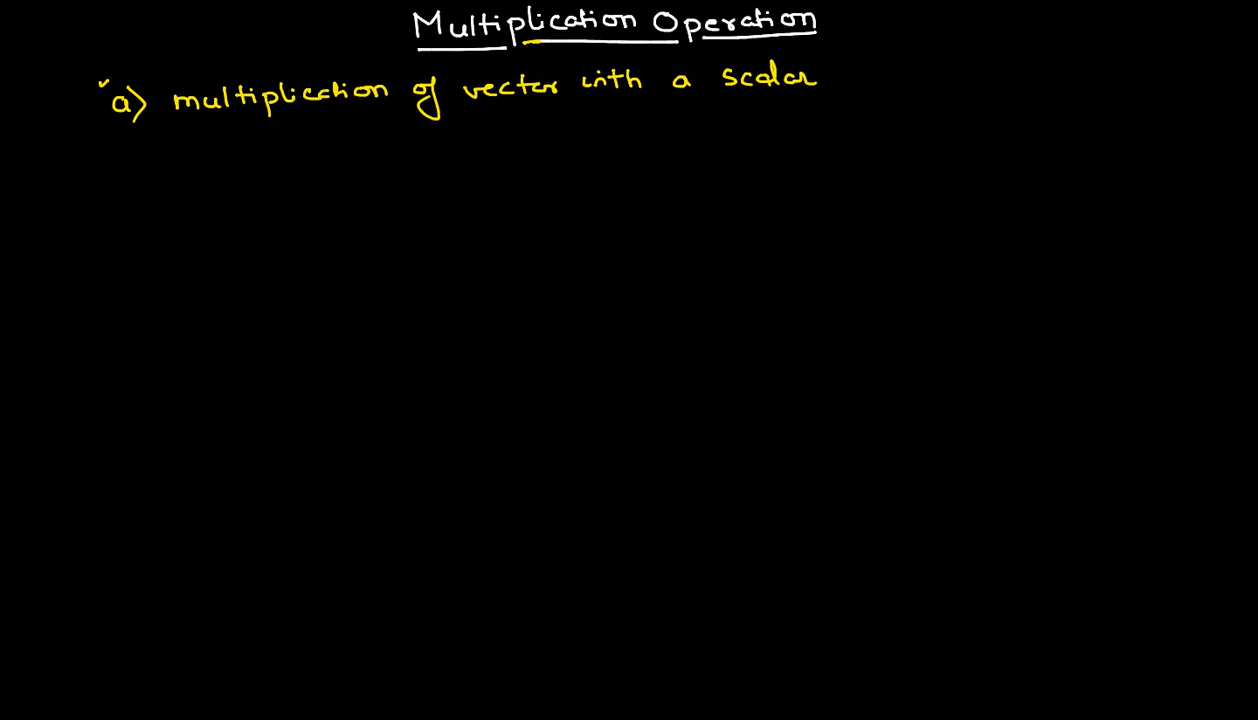 Multiplication Operation
a) multiplication of vector with a scalar